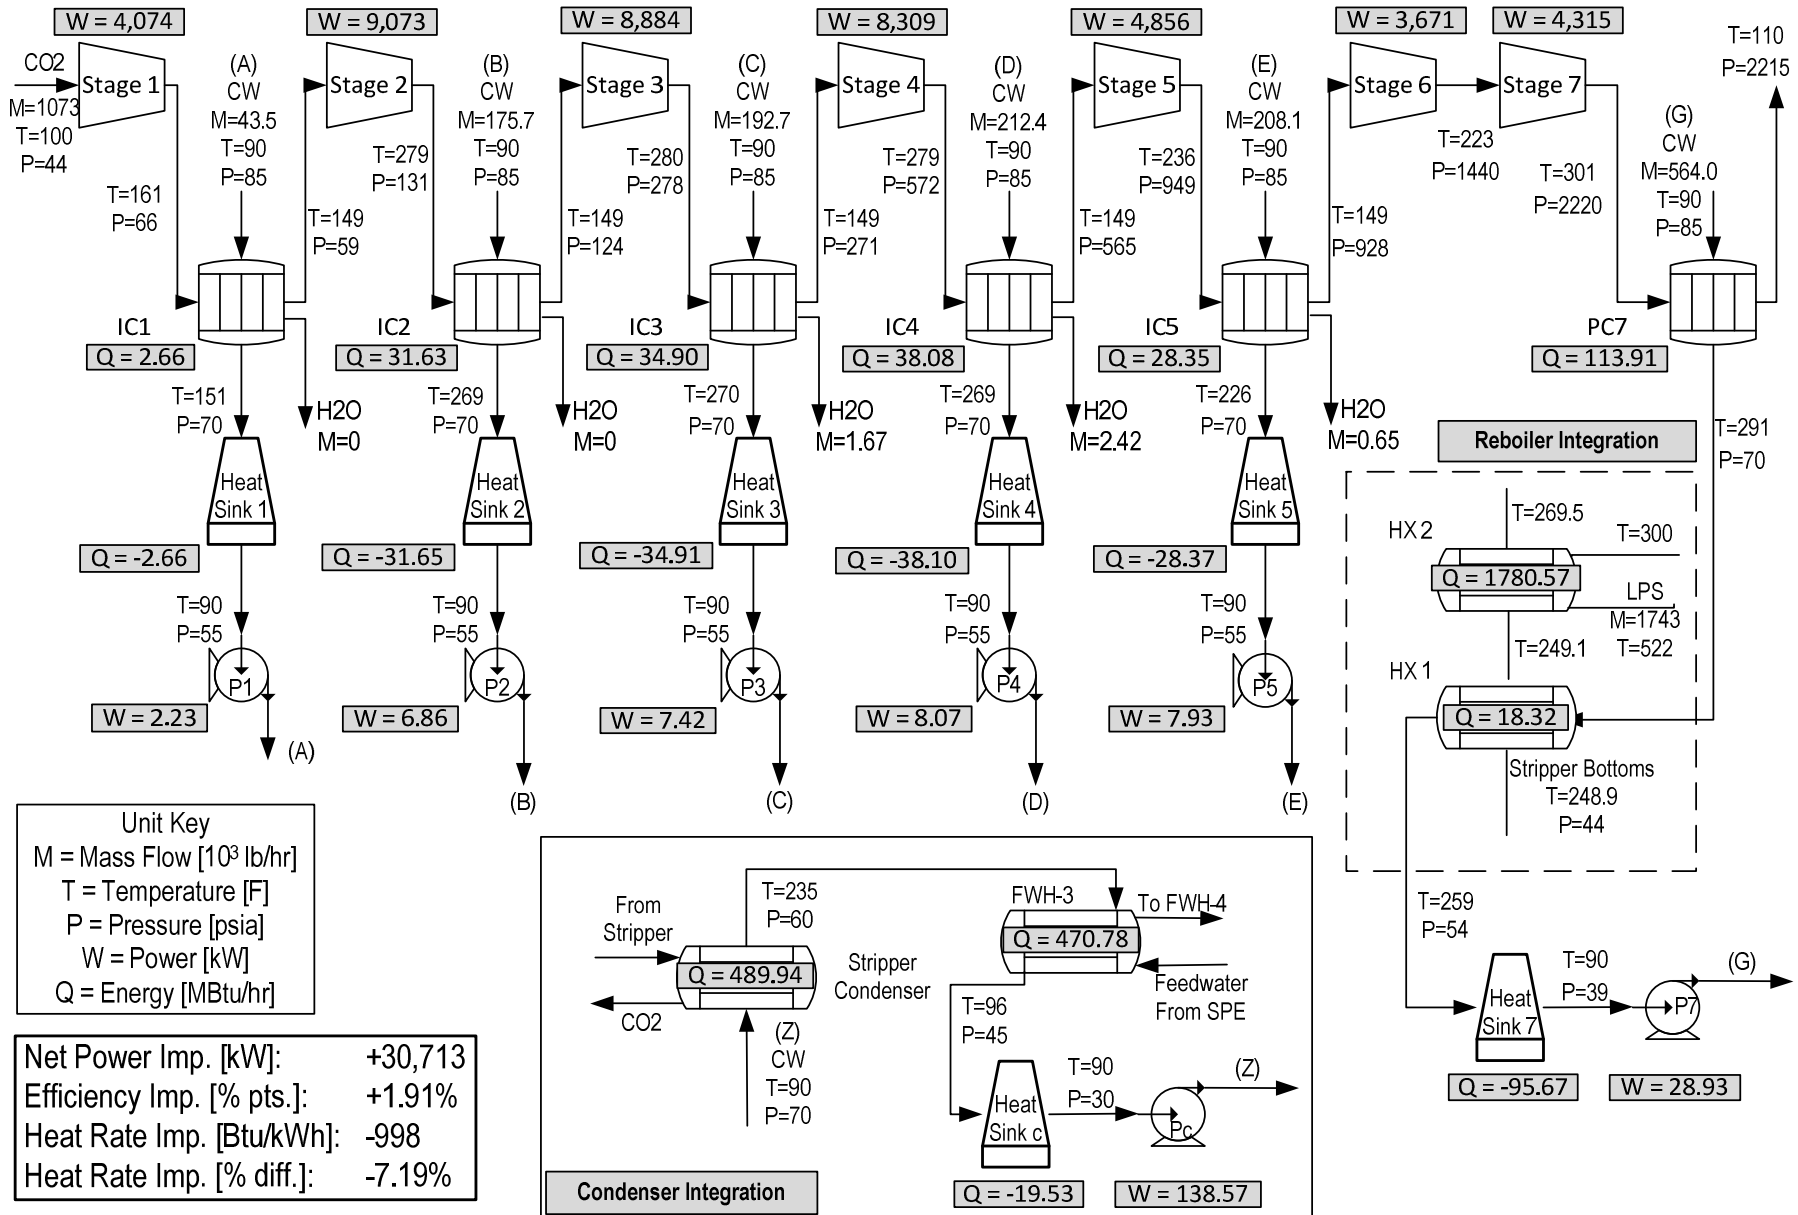 W = 4,074
W = 9,073
W = 8,884
W = 8,309
W = 4,856
W = 3,671
W = 4,315
CO2
M=1073
T=100
P=44
Stage 1
T=161
P=66
(A)
CW
M=43.5
T=90
P=85
T=149
P=59
IC1
Q = 2.66
T=151
P=70
H2O
M=0
Heat
Sink 1
Q = -2.66
T=90
P=55
P1
W = 2.23
(A)
Stage 2
T=279
P=131
(B)
CW
M=175.7
T=90
P=85
T=149
P=124
IC2
Q = 31.63
T=269
P=70
H2O
M=0
Heat
Sink 2
Q = -31.65
T=90
P=55
P2
W = 6.86
(B)
Stage 3
T=280
P=278
(C)
CW
M=192.7
T=90
P=85
T=149
P=271
IC3
Q = 34.90
T=270
P=70
H2O
M=1.67
Heat
Sink 3
Q = -34.91
T=90
P=55
P3
W = 7.42
(C)
Stage 4
T=279
P=572
(D)
CW
M=212.4
T=90
P=85
T=149
P=565
IC4
Q = 38.08
T=269
P=70
H2O
M=2.42
Heat
Sink 4
Q = -38.10
T=90
P=55
P4
W = 8.07
(D)
Stage 5
T=236
P=949
(E)
CW
M=208.1
T=90
P=85
T=149
P=928
IC5
Q = 28.35
T=226
P=70
H2O
M=0.65
Heat
Sink 5
Q = -28.37
T=90
P=55
P5
W = 7.93
(E)
Stage 6
T=223
P=1440
Stage 7
T=301
P=2220
(G)
CW
M=564.0
T=90
P=85
T=110
P=2215
PC7
Q = 113.91
T=291
P=70
Reboiler Integration
T=269.5
HX 2
T=300
Q = 1780.57
LPS
M=1743
T=522
T=249.1
HX 1
Q = 18.32
Stripper Bottoms
T=248.9
P=44
T=259
P=54
Heat
Sink 7
T=90
P=39
P7
(G)
Q = -95.67
W = 28.93
Unit Key
M = Mass Flow [10³ lb/hr]
T = Temperature [F]
P = Pressure [psia]
W = Power [kW]
Q = Energy [MBtu/hr]
Net Power Imp. [kW]: +30,713
Efficiency Imp. [% pts.]: +1.91%
Heat Rate Imp. [Btu/kWh]: -998
Heat Rate Imp. [% diff.]: -7.19%
From
Stripper
T=235
P=60
Q = 489.94
Stripper
Condenser
CO2
(Z)
CW
T=90
P=70
FWH-3
To FWH-4
Q = 470.78
Feedwater
From SPE
T=96
P=45
Heat
Sink c
T=90
P=30
Pc
(Z)
Q = -19.53
W = 138.57
Condenser Integration